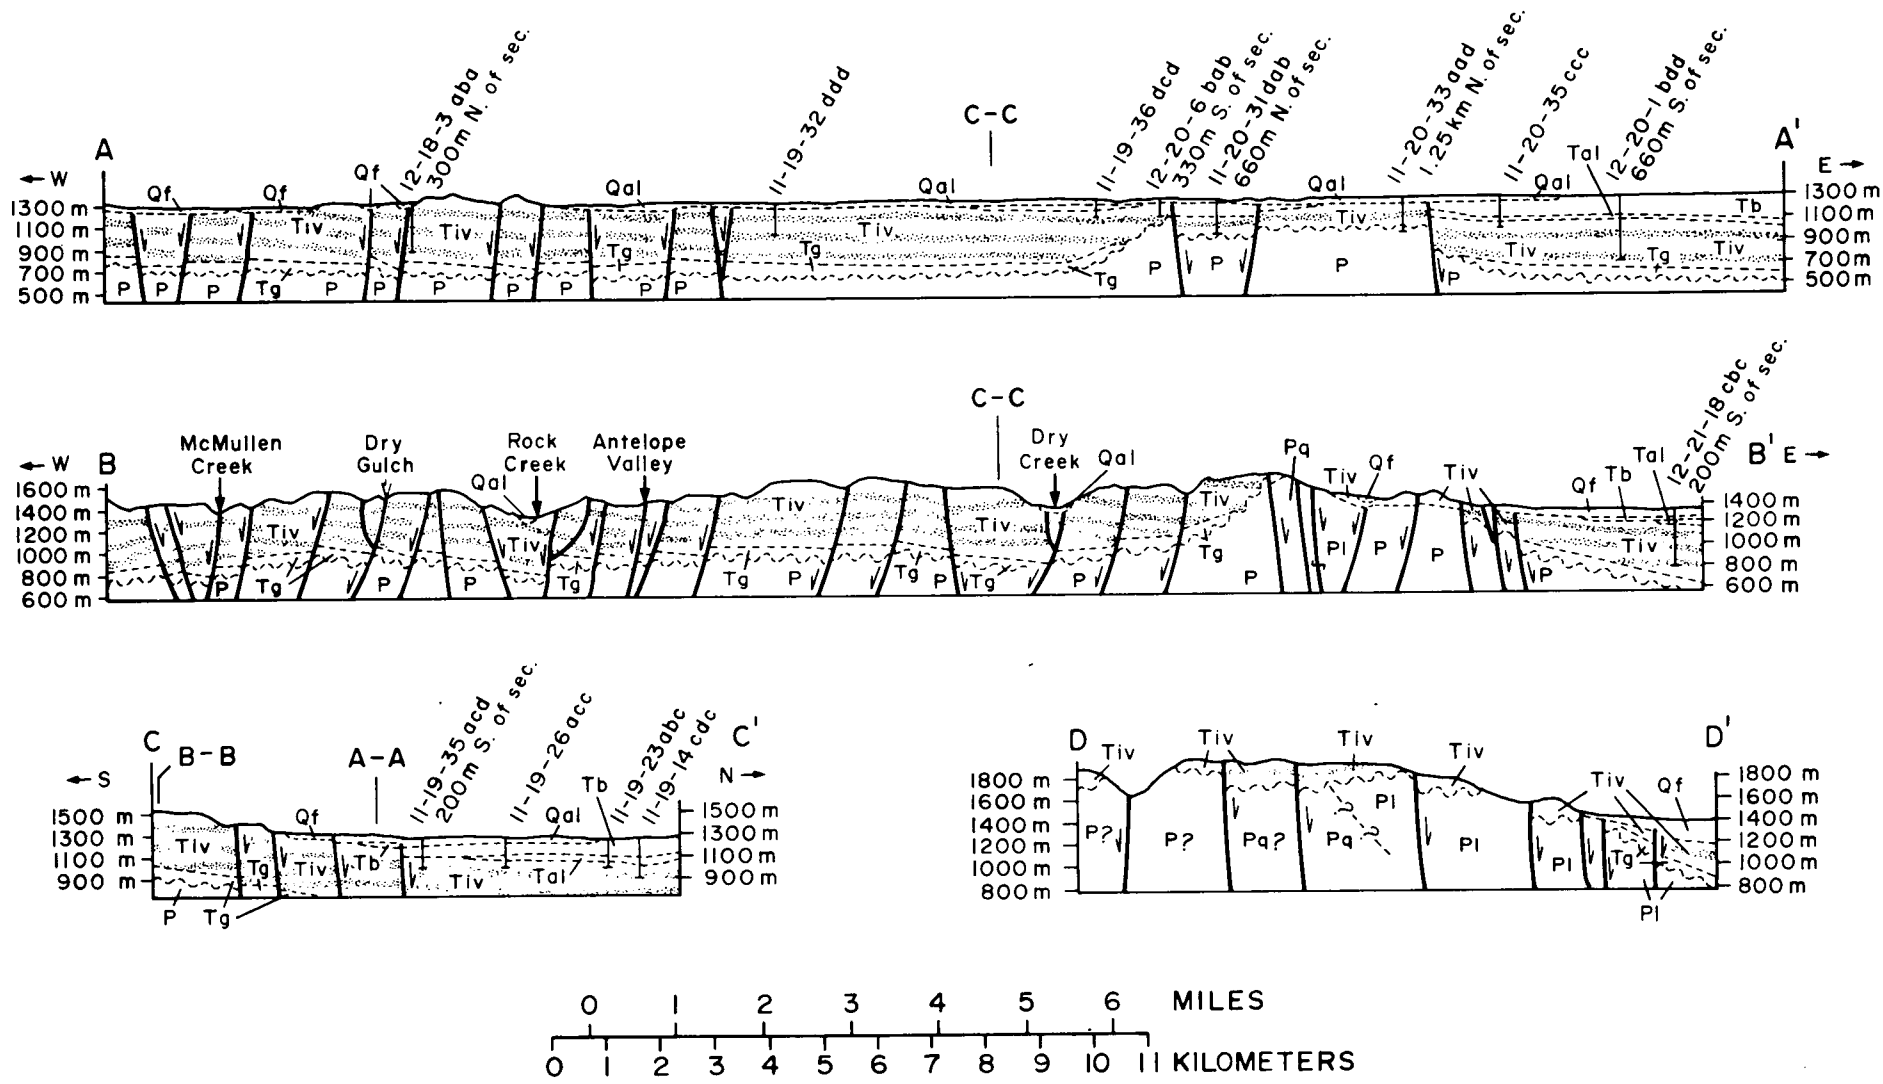 12-18-3 aba
300m N. of sec.
11-19-32 ddd
C-C
11-19-36 dcd
12-20-6 bab
330m S. of sec.
11-20-31 dab
660m N. of sec.
11-20-33 aad
1.25 km N. of sec.
11-20-35 ccc
12-20-1 bdd
660m S. of sec.
A
A'
← W
E →
Qf Qf Qf Qal Qal Qal Qal Tal
1300 m Tb 1300 m
1100 m Tiv Tiv Tiv Tiv 1100 m
900 m Tg Tg Tiv Tg Tiv 900 m
700 m Tg P P P Tg P 700 m
500 m P P P P P P P P P 500 m
C-C
12-21-18 cbc
200m S. of sec.
← W B
B' E →
McMullen
Creek
Dry
Gulch
Rock
Creek
Antelope
Valley
Dry
Creek
Qal Qal Pq Tiv Qf Tiv Qf Tb Tal
1600 m
1400 m Tiv Tiv 1400 m
1200 m Tiv Tiv Tiv 1200 m
1000 m Tiv Tg Pl P P Tiv 1000 m
800 m Tg Tg P Tg P 800 m
600 m P Tg P P P P Tg P P 600 m
C
B-B
A-A
11-19-35 acd
200m S. of sec.
11-19-26 acc
11-19-23 abc
11-19-14 cdc
C'
← S
N →
Qf Qal Tb
1500 m 1500 m
1300 m 1300 m
1100 m Tiv Tg Tiv Tb Tiv Tal 1100 m
900 m 900 m
P Tg
D
D'
Tiv Tiv Tiv Tiv Tiv Qf
1800 m 1800 m
1600 m Pl 1600 m
1400 m P? P? Pq? Pq Pl 1400 m
1200 m 1200 m
1000 m Pl Tg 1000 m
800 m 800 m
Pl
0 1 2 3 4 5 6 MILES
0 1 2 3 4 5 6 7 8 9 10 11 KILOMETERS